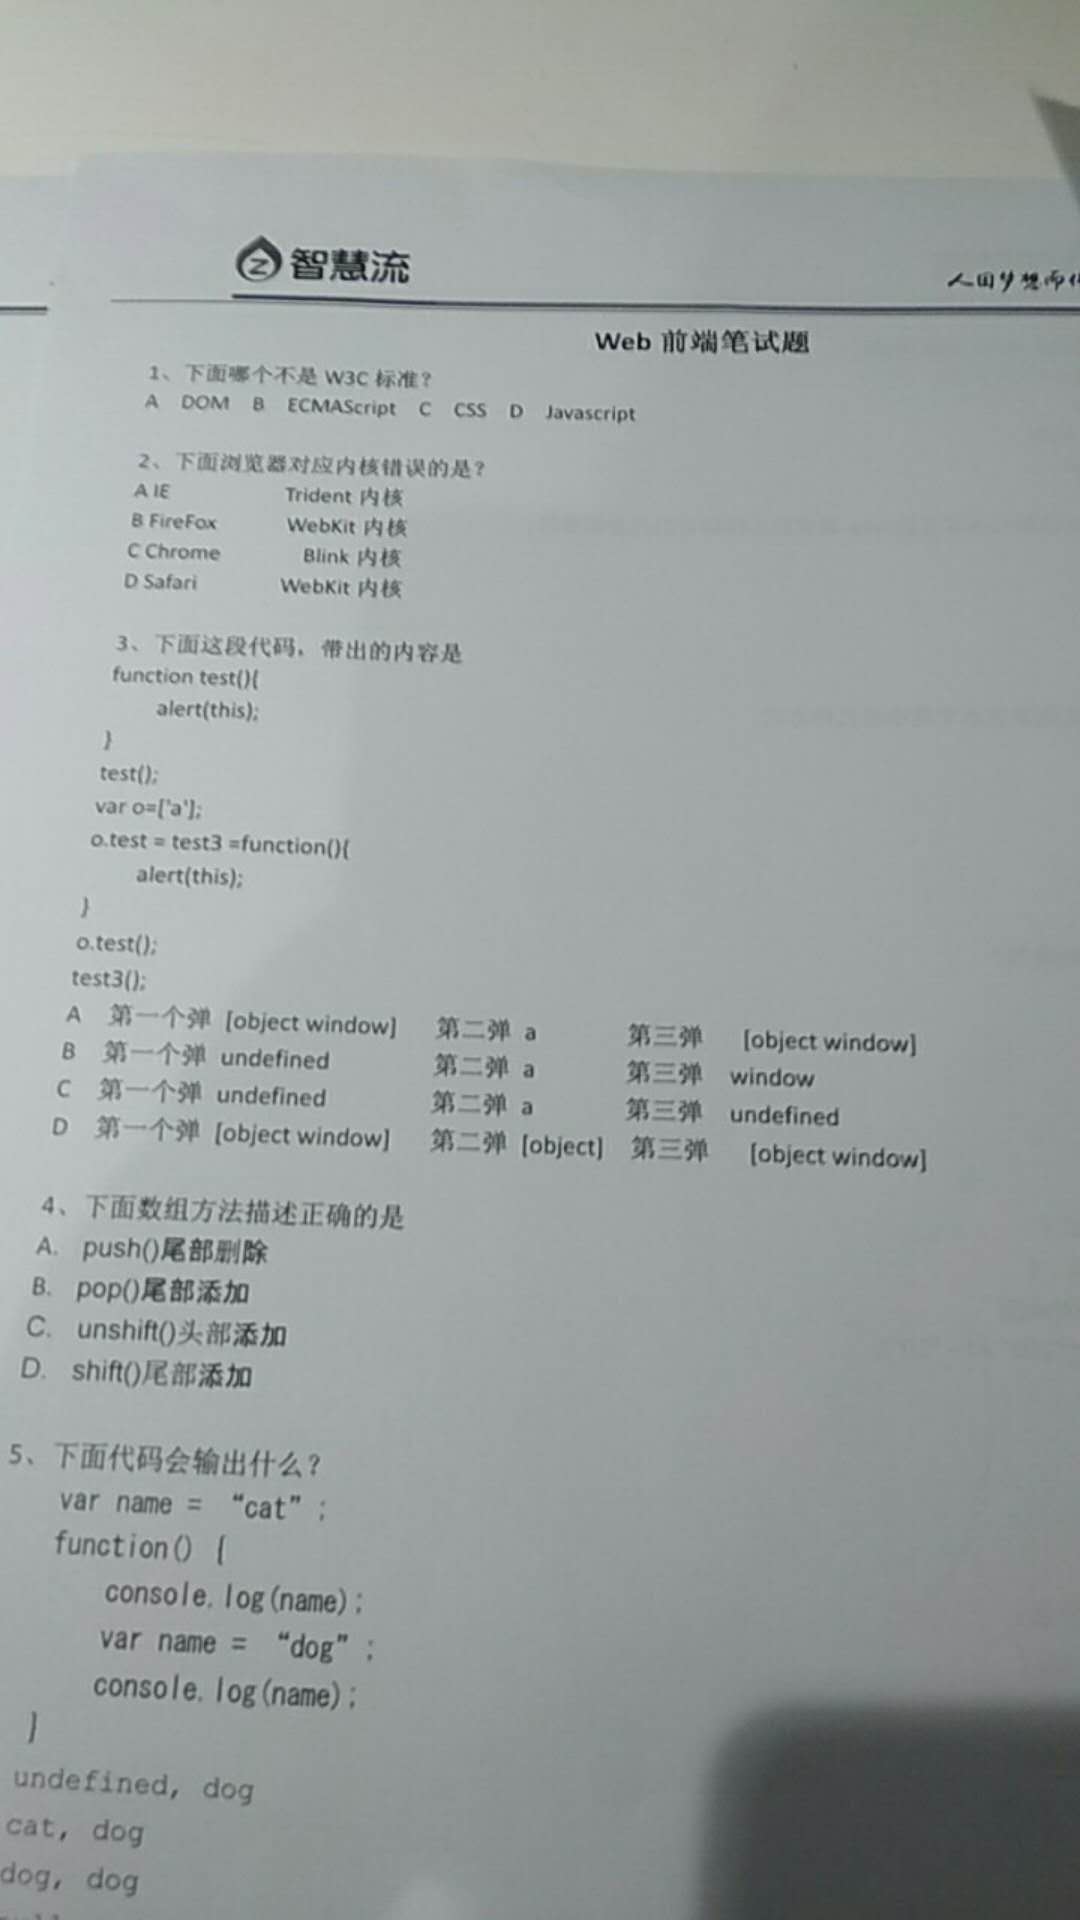 智慧流
人因梦想而
Web 前端笔试题
1、下面哪个不是 W3C 标准?
A DOM B ECMAScript C CSS D Javascript
2、下面浏览器对应内核错误的是?
A IE Trident 内核
B FireFox WebKit 内核
C Chrome Blink 内核
D Safari WebKit 内核
3、下面这段代码，带出的内容是
function test(){
alert(this);
}
test();
var o=['a'];
o.test = test3 =function(){
alert(this);
}
o.test();
test3();
A 第一个弹 [object window] 第二弹 a 第三弹 [object window]
B 第一个弹 undefined 第二弹 a 第三弹 window
C 第一个弹 undefined 第二弹 a 第三弹 undefined
D 第一个弹 [object window] 第二弹 [object] 第三弹 [object window]
4、下面数组方法描述正确的是
A. push()尾部删除
B. pop()尾部添加
C. unshift()头部添加
D. shift()尾部添加
5、下面代码会输出什么?
var name = “cat” ;
function() {
console.log(name);
var name = “dog” ;
console.log(name);
}
undefined, dog
cat, dog
dog, dog